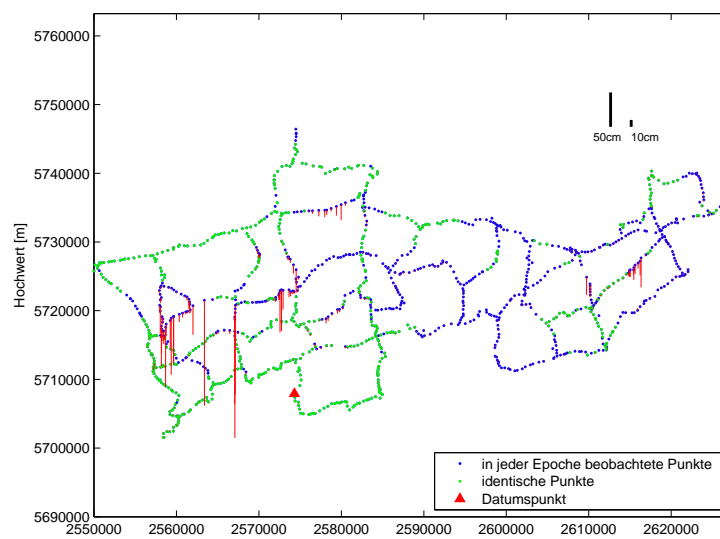 5760000
5750000
5740000
5730000
5720000
5710000
5700000
5690000
Hochwert [m]
50cm 10cm
in jeder Epoche beobachtete Punkte
identische Punkte
Datumspunkt
2550000 2560000 2570000 2580000 2590000 2600000 2610000 2620000